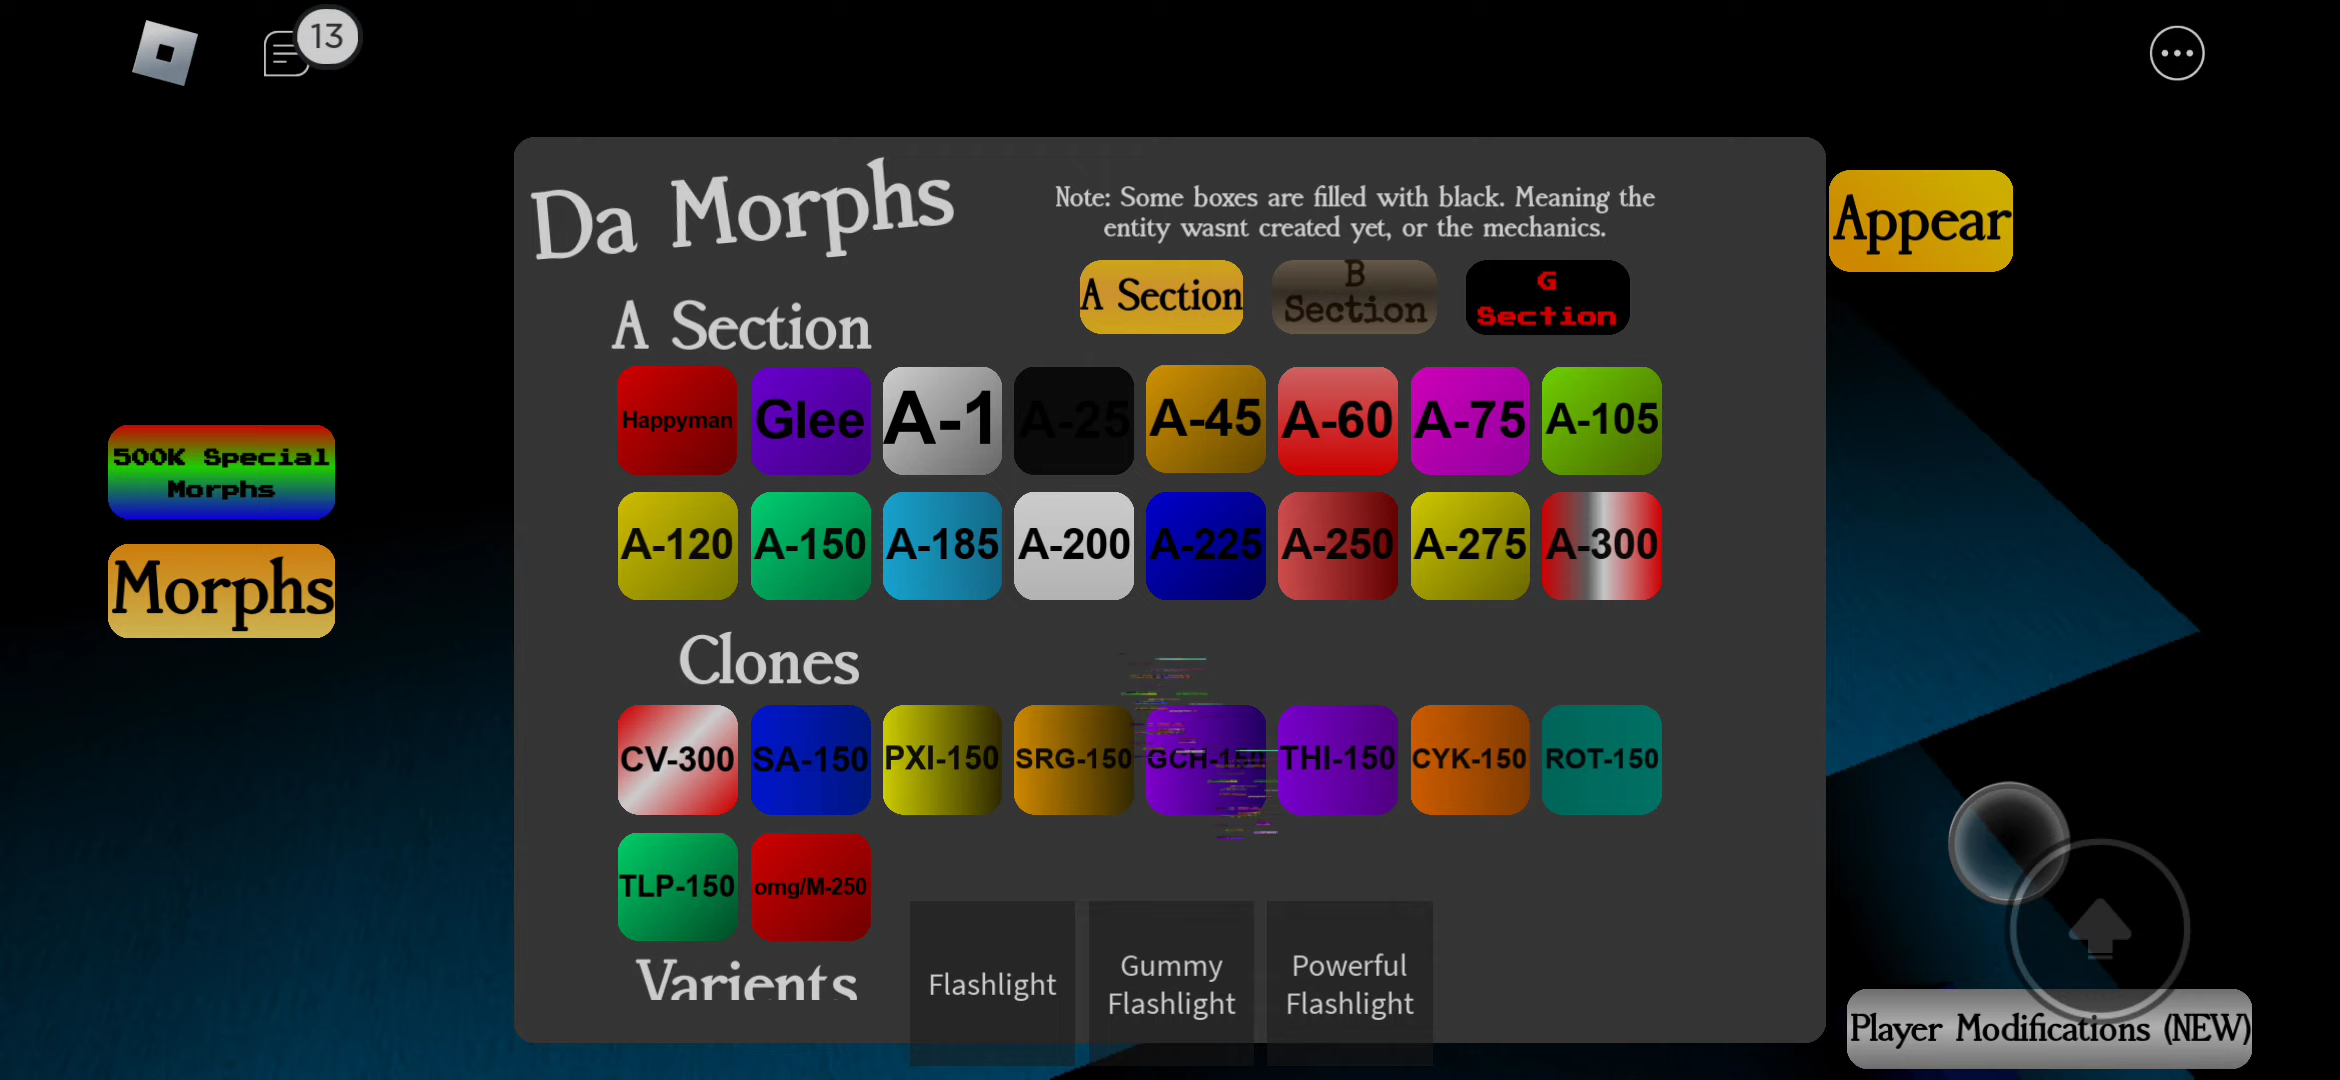 13
Da Morphs
Note: Some boxes are filled with black. Meaning the
entity wasnt created yet, or the mechanics.
Appear
A Section
B
Section
G
Section
A Section
Happyman
Glee
A-1
A-25
A-45
A-60
A-75
A-105
500K Special
Morphs
A-120
A-150
A-185
A-200
A-225
A-250
A-275
A-300
Morphs
Clones
CV-300
SA-150
PXI-150
SRG-150
GCH-150
THI-150
CYK-150
ROT-150
TLP-150
omg/M-250
Varients
Flashlight
Gummy
Flashlight
Powerful
Flashlight
Player Modifications (NEW)